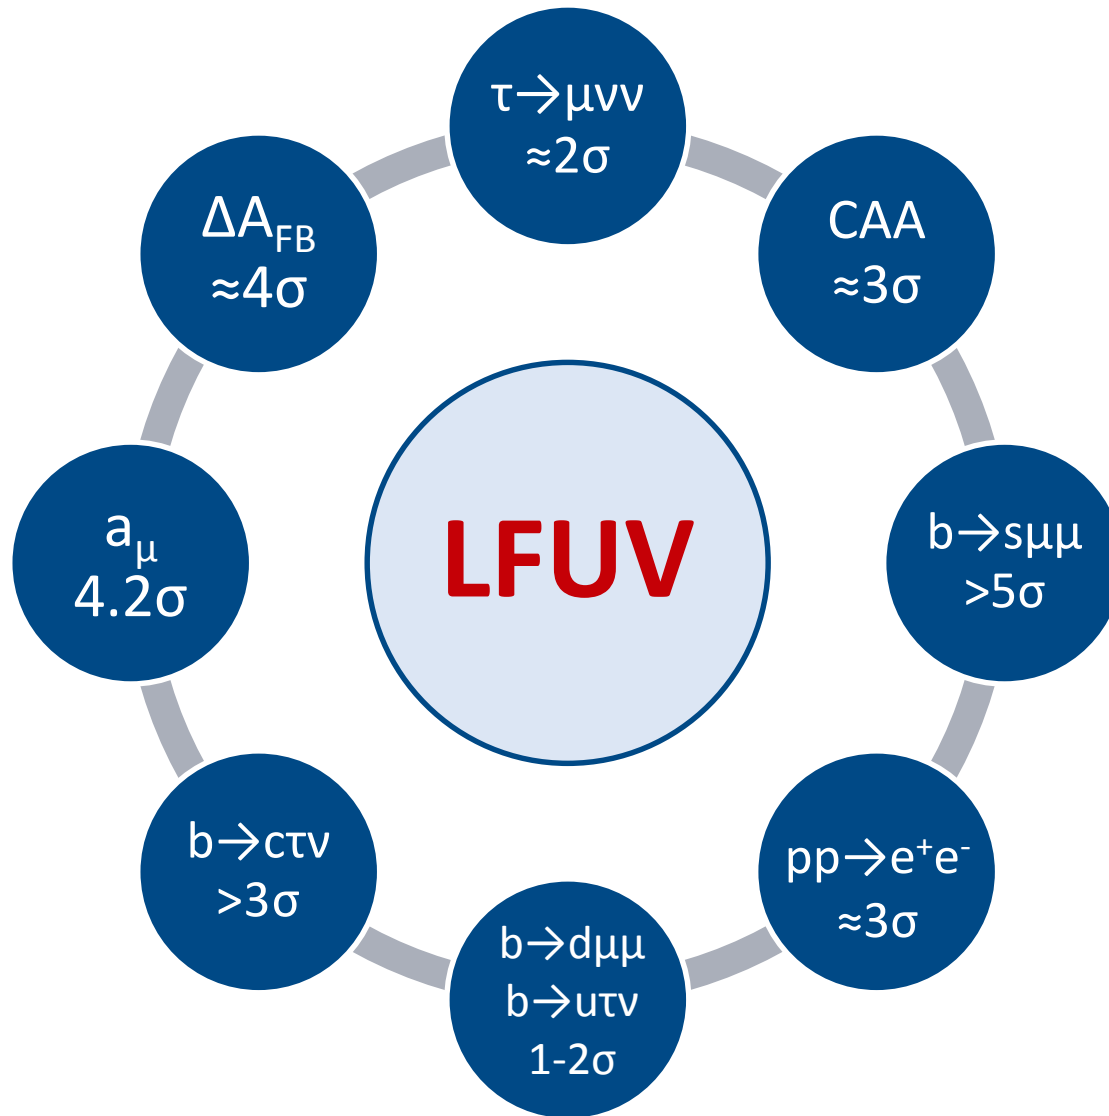 τ→μνν
≈2σ
CAA
≈3σ
b→sμμ
>5σ
pp→e⁺e⁻
≈3σ
b→dμμ
b→uτν
1-2σ
b→cτν
>3σ
a_μ
4.2σ
ΔA_FB
≈4σ
LFUV